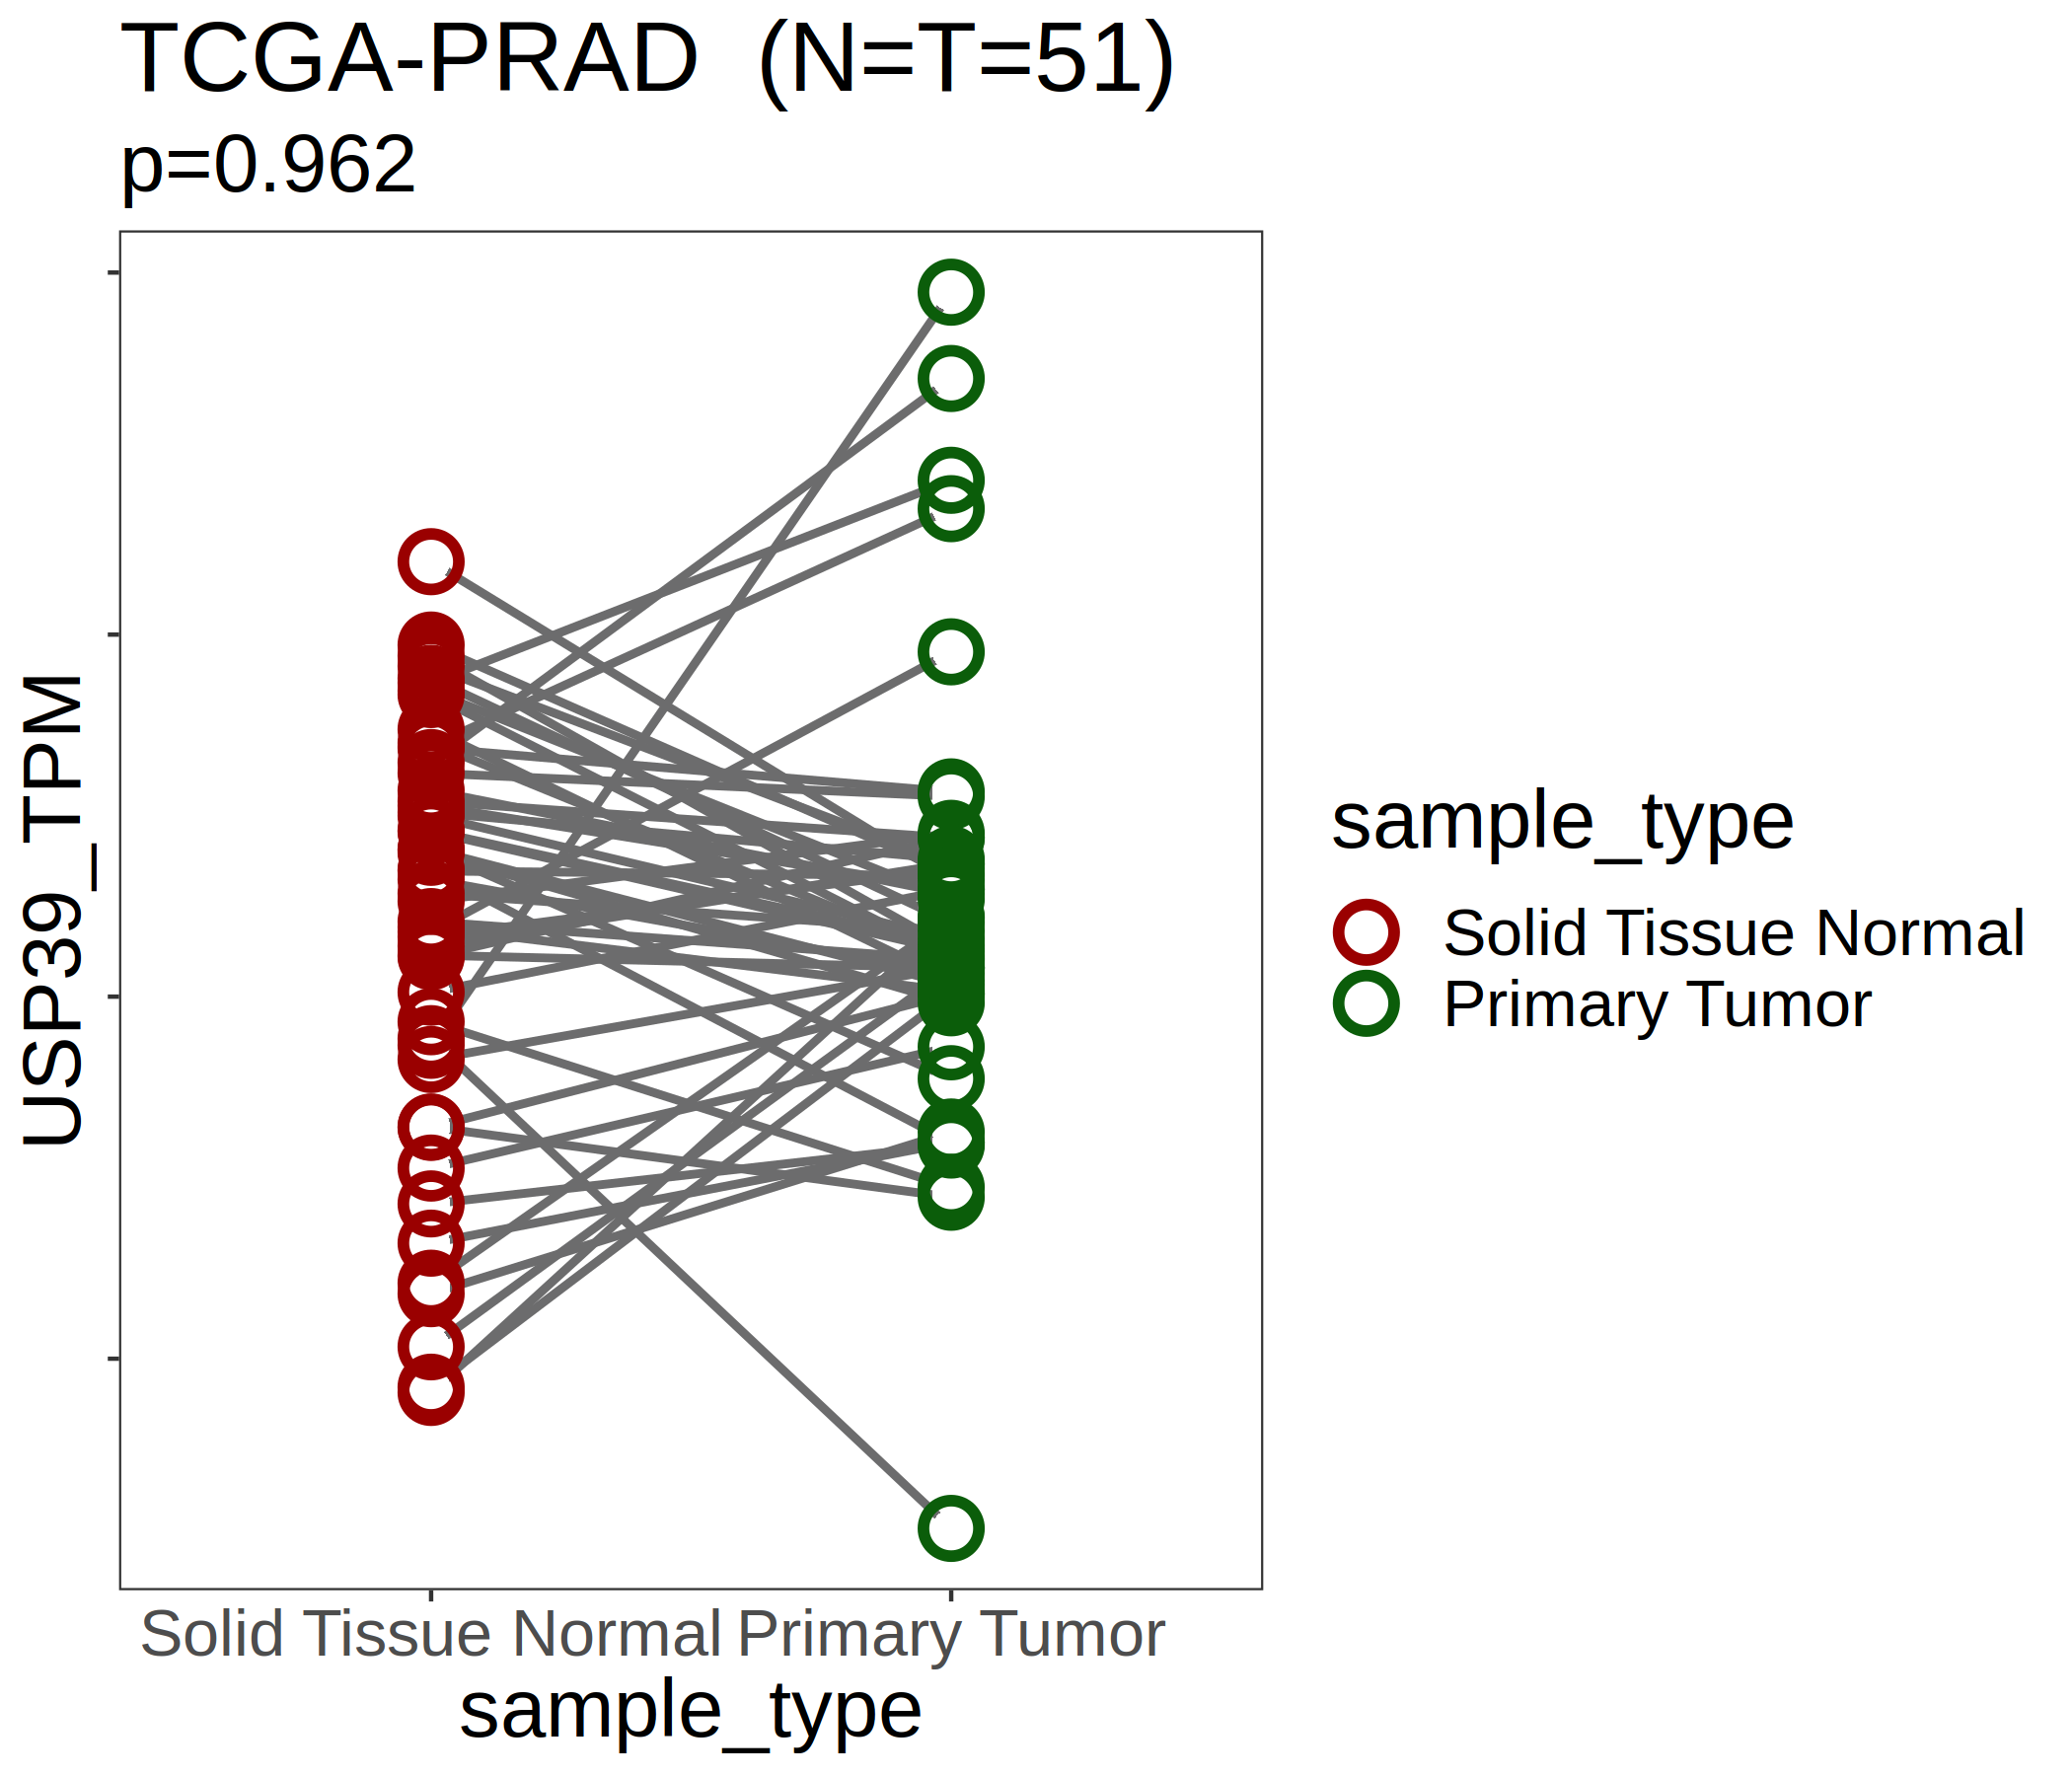 TCGA-PRAD  (N=T=51)
p=0.962
USP39_TPM
Solid Tissue Normal
Primary Tumor
sample_type
sample_type
Solid Tissue Normal
Primary Tumor